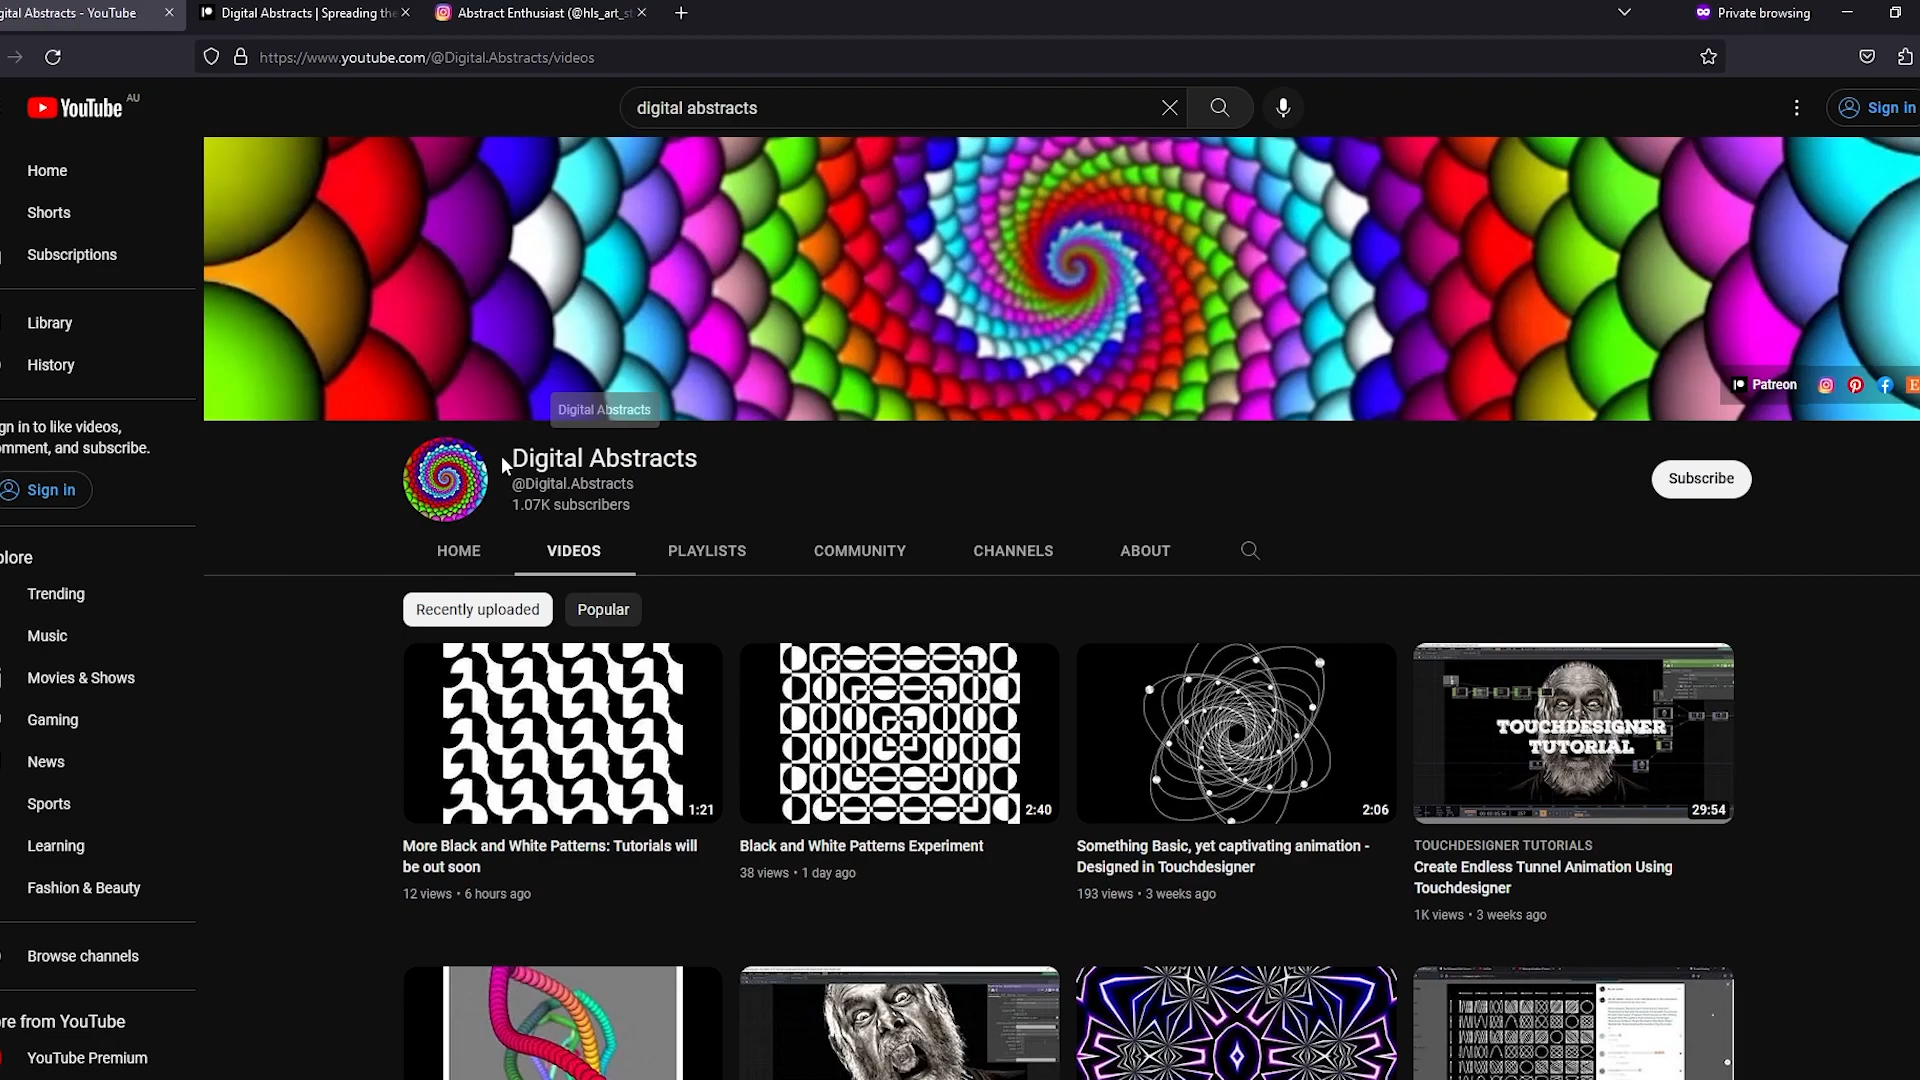 gital Abstracts - YouTube
Digital Abstracts | Spreading the
Abstract Enthusiast (@hls_art_st
Private browsing
https://www.youtube.com/@Digital.Abstracts/videos
YouTube AU
digital abstracts
Sign in
Home
Shorts
Subscriptions
Library
History
gn in to like videos,
omment, and subscribe.
Sign in
plore
Trending
Music
Movies & Shows
Gaming
News
Sports
Learning
Fashion & Beauty
Browse channels
re from YouTube
YouTube Premium
Patreon
Digital Abstracts
Digital Abstracts
@Digital.Abstracts
1.07K subscribers
Subscribe
HOME
VIDEOS
PLAYLISTS
COMMUNITY
CHANNELS
ABOUT
Recently uploaded
Popular
1:21
More Black and White Patterns: Tutorials will
be out soon
12 views • 6 hours ago
2:40
Black and White Patterns Experiment
38 views • 1 day ago
2:06
Something Basic, yet captivating animation -
Designed in Touchdesigner
193 views • 3 weeks ago
TOUCHDESIGNER
TUTORIAL
29:54
TOUCHDESIGNER TUTORIALS
Create Endless Tunnel Animation Using
Touchdesigner
1K views • 3 weeks ago